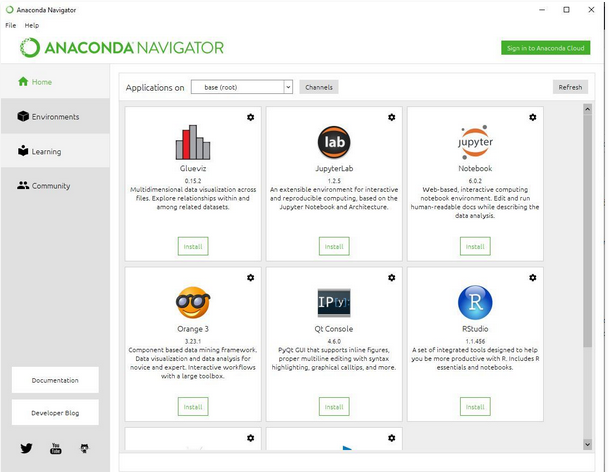 Anaconda Navigator
File Help
ANACONDA NAVIGATOR
Sign in to Anaconda Cloud
Home
Environments
Learning
Community
Documentation
Developer Blog
You
Tube
Applications on
base (root)
Channels
Refresh
Glueviz
0.15.2
Multidimensional data visualization across
files. Explore relationships within and
among related datasets.
Install
lab
JupyterLab
1.2.5
An extensible environment for interactive
and reproducible computing, based on the
Jupyter Notebook and Architecture.
Install
jupyter
Notebook
6.0.2
Web-based, interactive computing
notebook environment. Edit and run
human-readable docs while describing the
data analysis.
Install
Orange 3
3.23.1
Component based data mining framework.
Data visualization and data analysis for
novice and expert. Interactive workflows
with a large toolbox.
Install
IP[y]:
Qt Console
4.6.0
PyQt GUI that supports inline figures,
proper multiline editing with syntax
highlighting, graphical calltips, and more.
Install
R
RStudio
1.1.456
A set of integrated tools designed to help
you be more productive with R. Includes R
essentials and notebooks.
Install